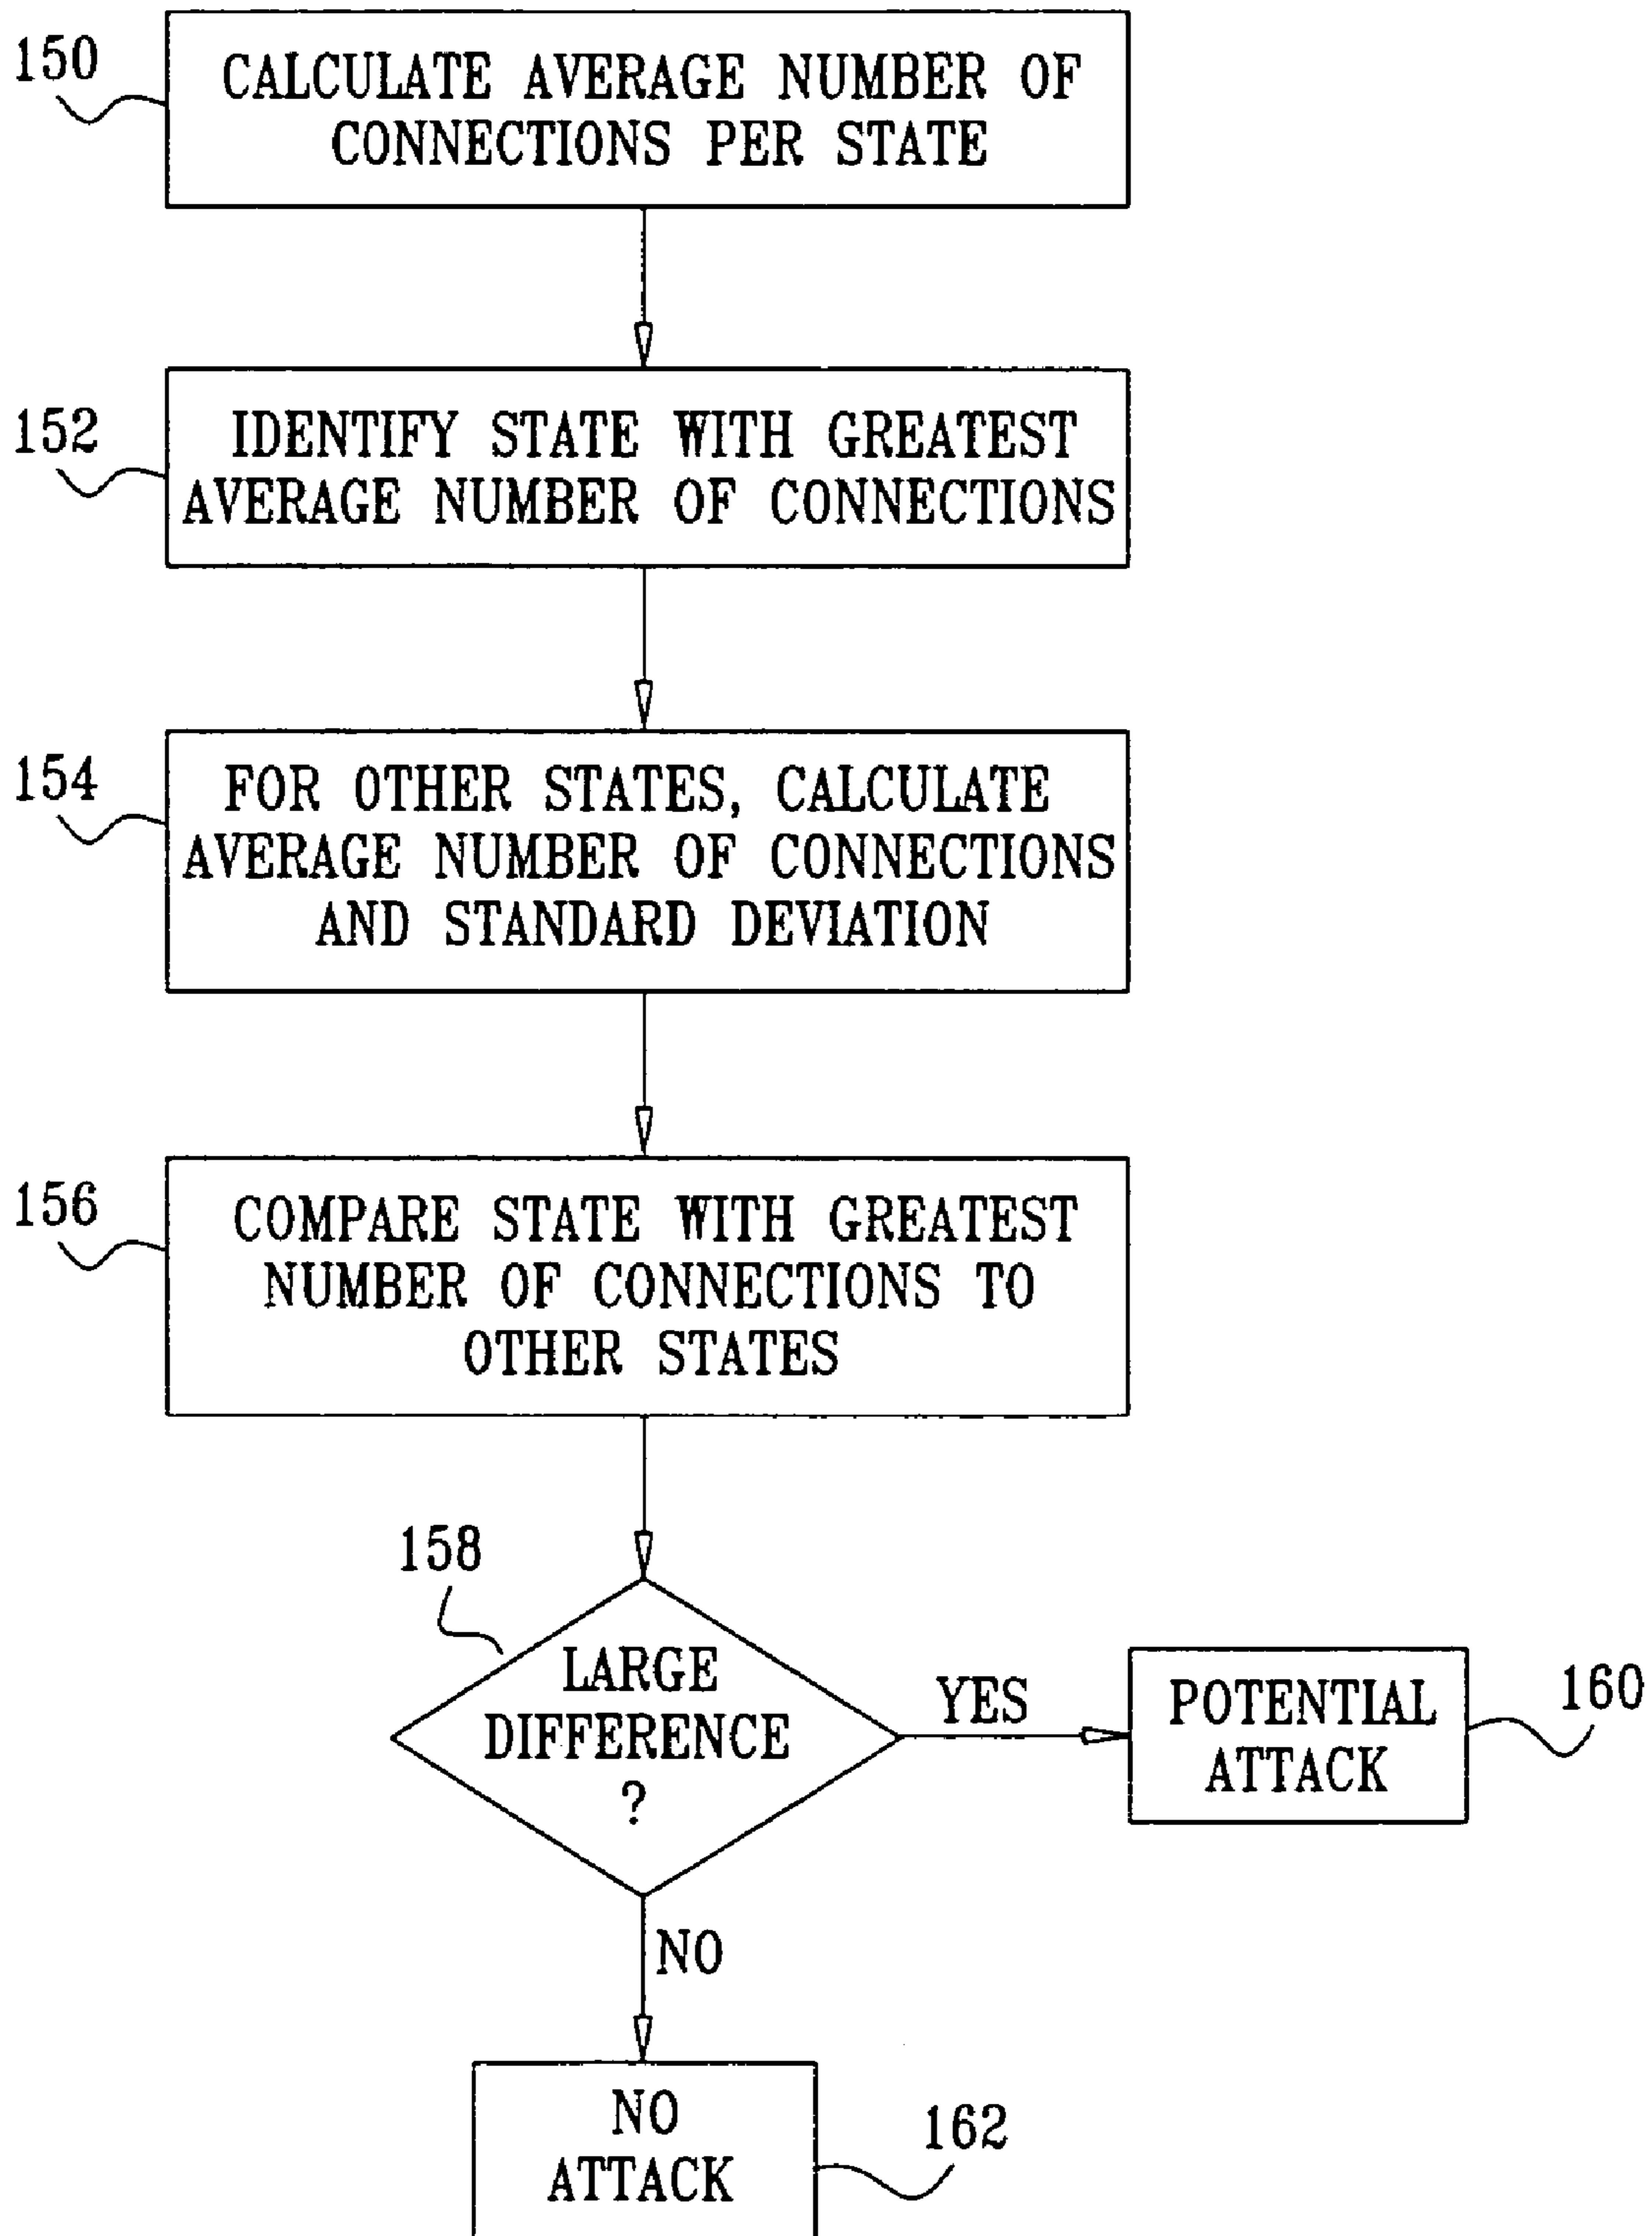 150
CALCULATE AVERAGE NUMBER OF
CONNECTIONS PER STATE
152
IDENTIFY STATE WITH GREATEST
AVERAGE NUMBER OF CONNECTIONS
154
FOR OTHER STATES, CALCULATE
AVERAGE NUMBER OF CONNECTIONS
AND STANDARD DEVIATION
156
COMPARE STATE WITH GREATEST
NUMBER OF CONNECTIONS TO
OTHER STATES
158
LARGE
DIFFERENCE
?
YES
POTENTIAL
ATTACK
160
NO
NO
ATTACK
162